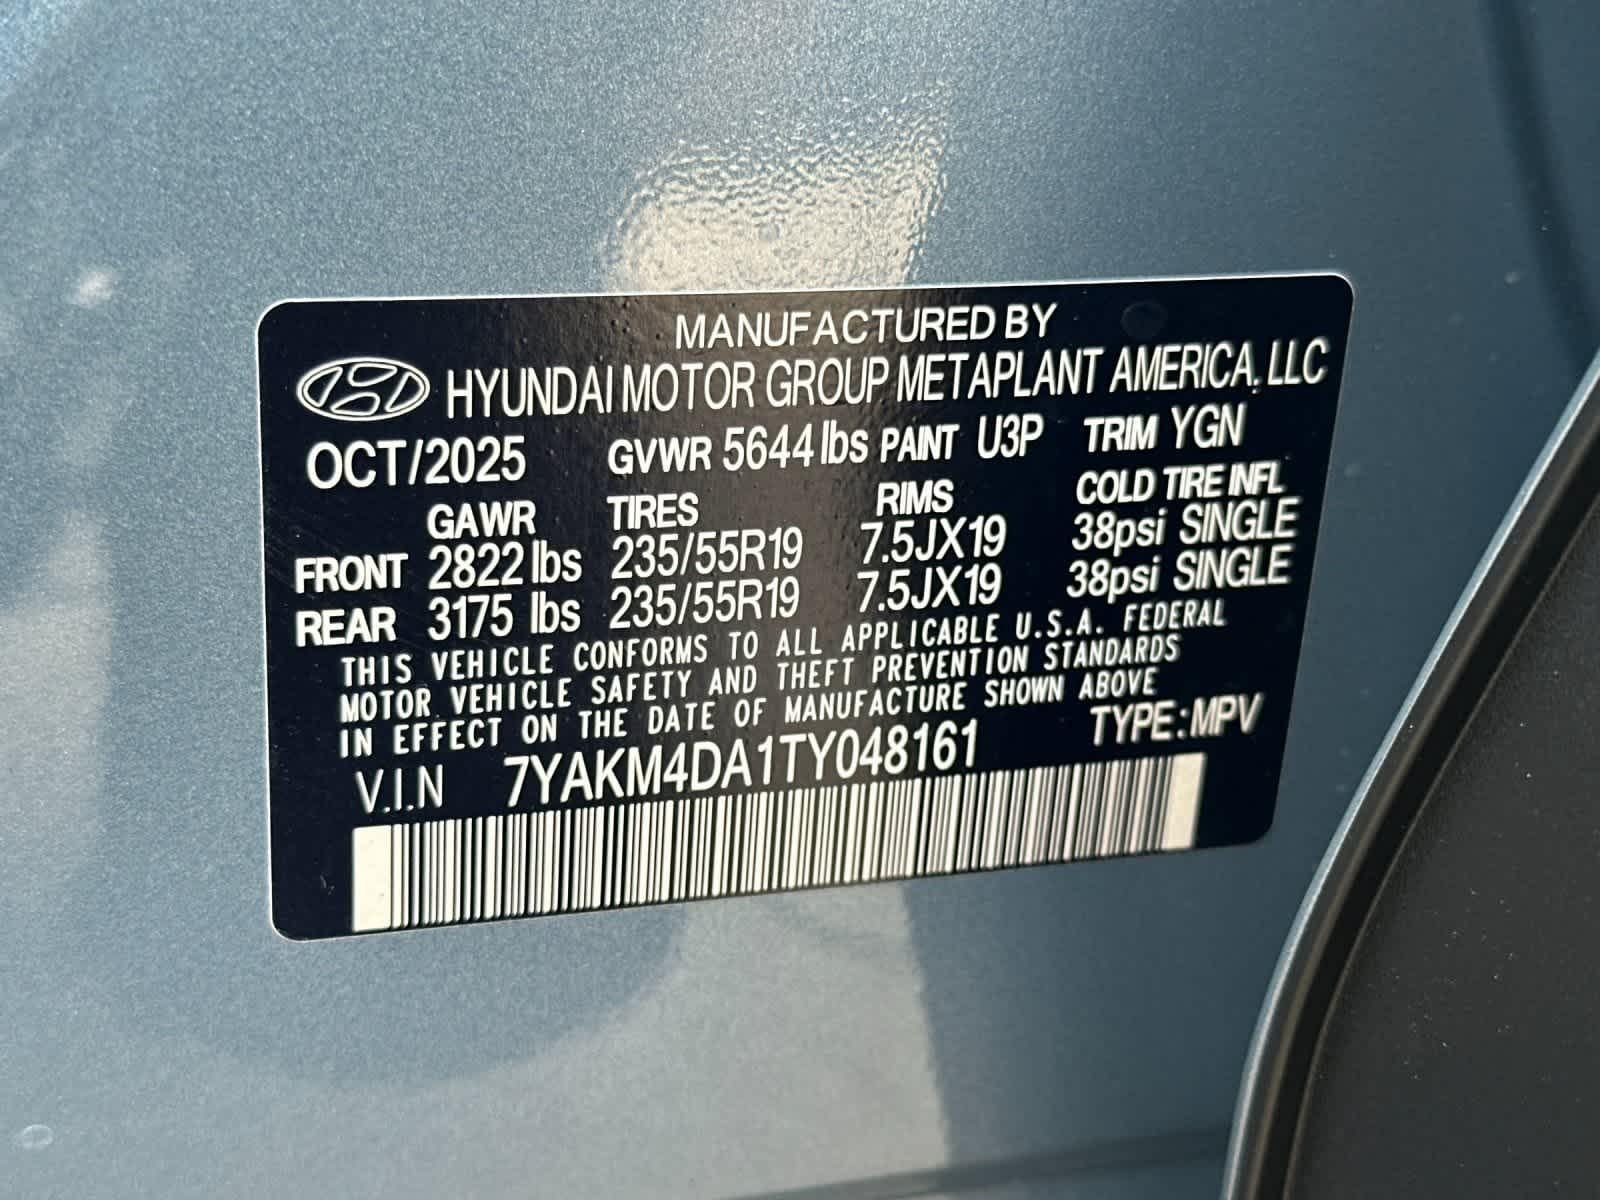 MANUFACTURED BY
HYUNDAI MOTOR GROUP METAPLANT AMERICA, LLC
OCT/2025 GVWR 5644 lbs PAINT U3P TRIM YGN
GAWR TIRES RIMS COLD TIRE INFL
FRONT 2822 lbs 235/55R19 7.5JX19 38psi SINGLE
REAR 3175 lbs 235/55R19 7.5JX19 38psi SINGLE
THIS VEHICLE CONFORMS TO ALL APPLICABLE U.S.A. FEDERAL
MOTOR VEHICLE SAFETY AND THEFT PREVENTION STANDARDS
IN EFFECT ON THE DATE OF MANUFACTURE SHOWN ABOVE
V.I.N 7YAKM4DA1TY048161 TYPE:MPV